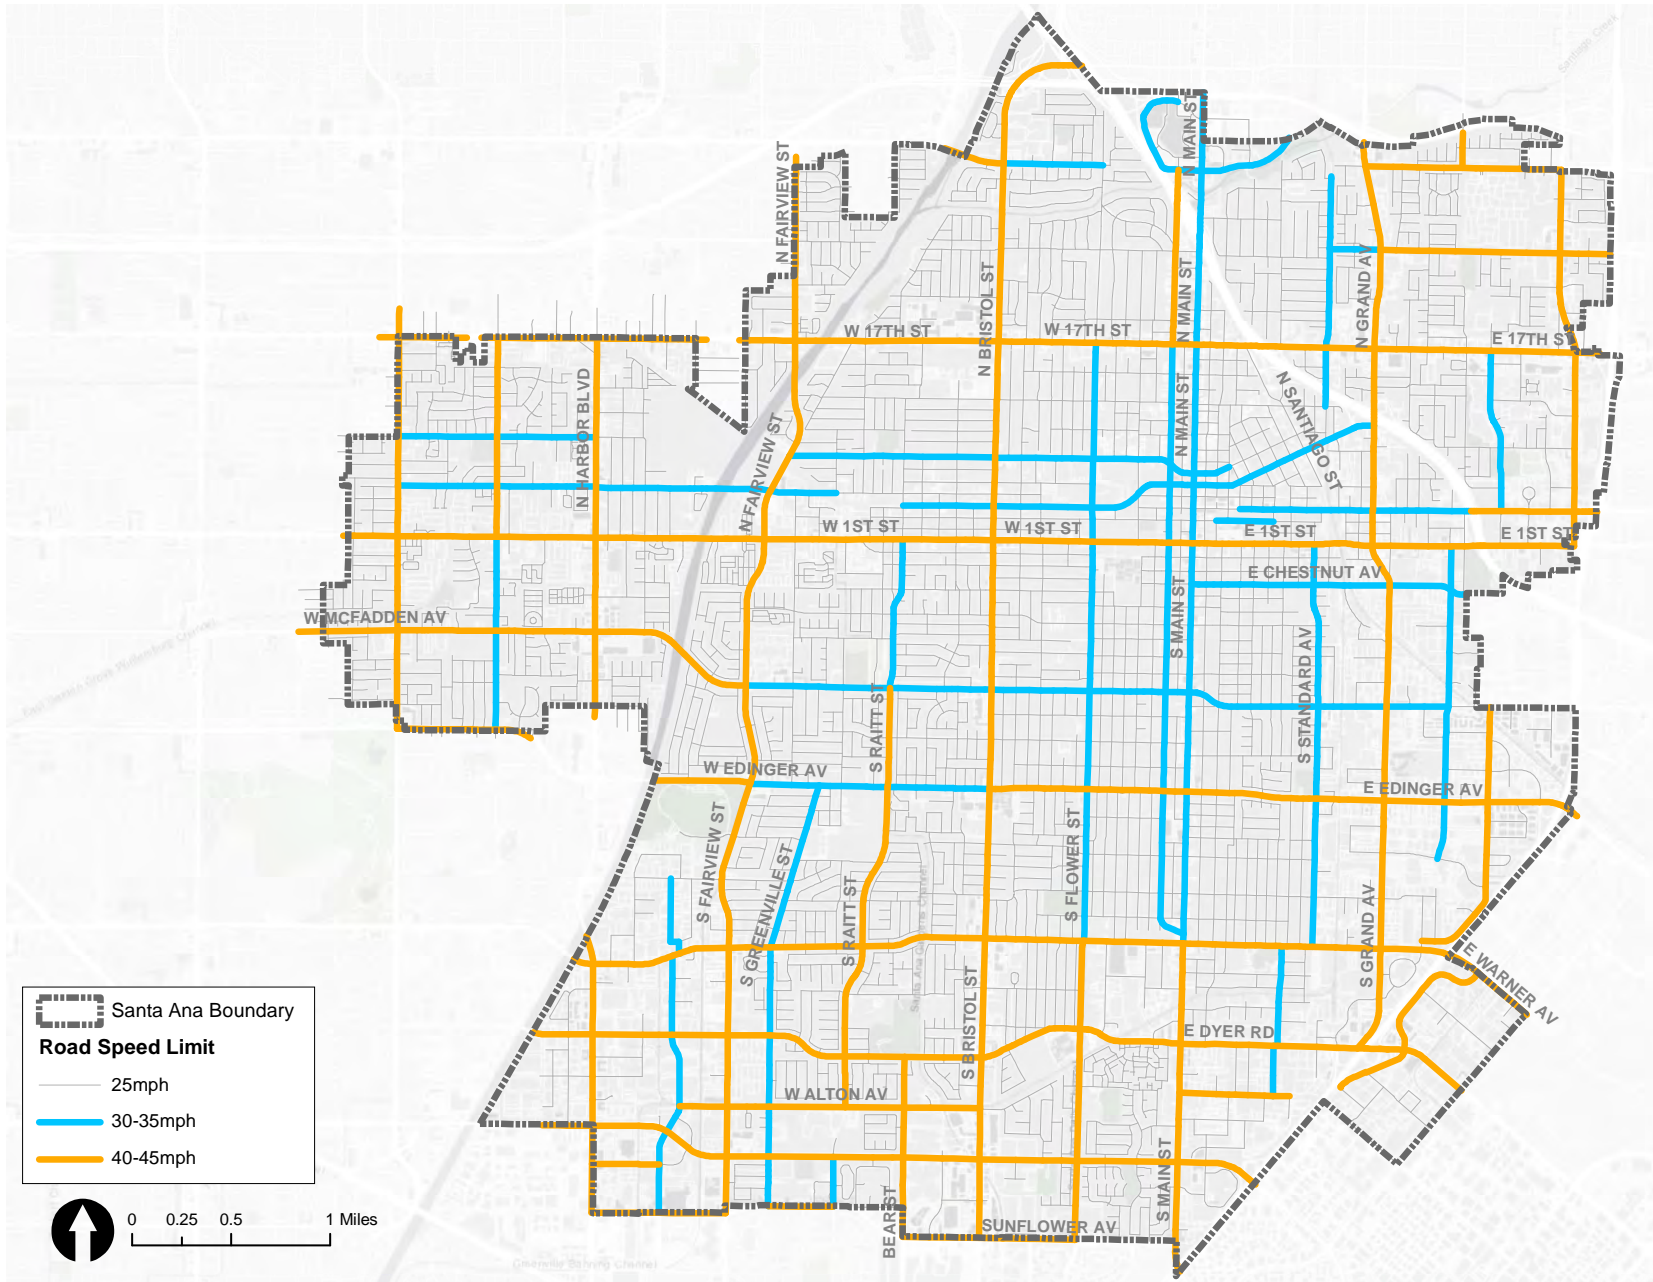 Santiago Creek
N MAIN ST
N FAIRVIEW ST
N MAIN ST
N GRAND AV
N BRISTOL ST
W 17TH ST
W 17TH ST
E 17TH ST
N HARBOR BLVD
N MAIN ST
N SANTIAGO ST
N FAIRVIEW ST
W 1ST ST
W 1ST ST
E 1ST ST
E 1ST ST
E CHESTNUT AV
W MCFADDEN AV
S MAIN ST
S STANDARD AV
S RAITT ST
W EDINGER AV
E EDINGER AV
S FAIRVIEW ST
S GREENVILLE ST
S RAITT ST
S FLOWER ST
S GRAND AV
E WARNER AV
S BRISTOL ST
E DYER RD
W ALTON AV
S MAIN ST
BEAR ST
SUNFLOWER AV
Santa Ana Boundary
Road Speed Limit
25mph
30-35mph
40-45mph
0 0.25 0.5 1 Miles